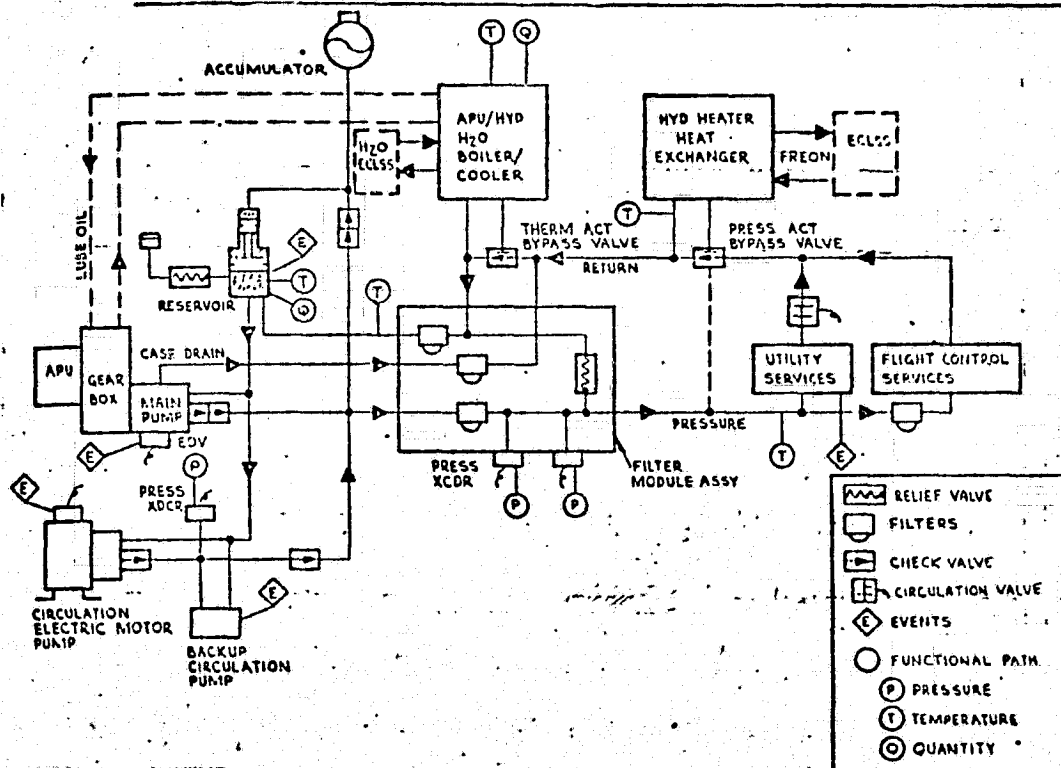 ACCUMULATOR
T
Q
APU/HYD
H2O
BOILER/
COOLER
H2O
ECLSS
HYD HEATER
HEAT
EXCHANGER
FREON
ECLSS
LUBE OIL
E
T
Q
RESERVOIR
T
THERM ACT
BYPASS VALVE
RETURN
T
PRESS ACT
BYPASS VALVE
APU
GEAR
BOX
CASE DRAIN
MAIN
PUMP
EDV
E
UTILITY
SERVICES
FLIGHT CONTROL
SERVICES
PRESSURE
T
E
PRESS
XCDR
P
P
FILTER
MODULE ASSY
P
PRESS
XDCR
E
CIRCULATION
ELECTRIC MOTOR
PUMP
E
BACKUP
CIRCULATION
PUMP
RELIEF VALVE
FILTERS
CHECK VALVE
CIRCULATION VALVE
E EVENTS
FUNCTIONAL PATH
P PRESSURE
T TEMPERATURE
Q QUANTITY